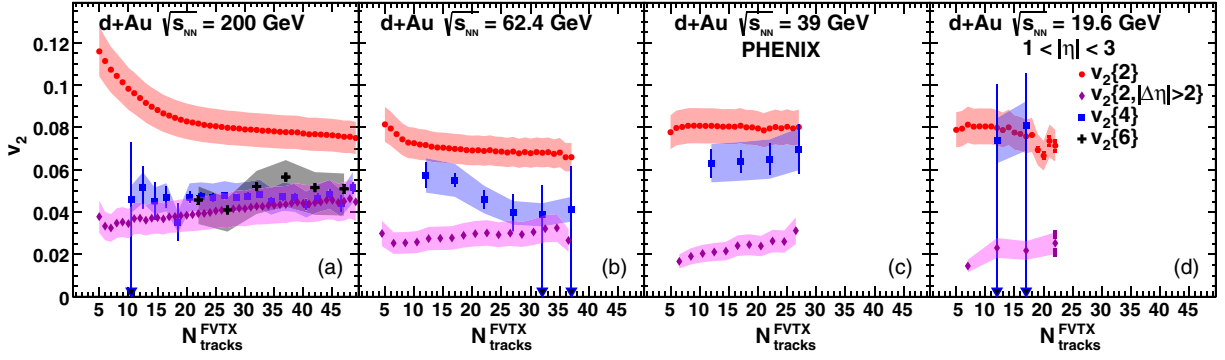 d+Au √s_NN = 200 GeV
d+Au √s_NN = 62.4 GeV
d+Au √s_NN = 39 GeV
PHENIX
d+Au √s_NN = 19.6 GeV
1 < |η| < 3
v2{2}
v2{2,|Δη|>2}
v2{4}
v2{6}
v2
0.12
0.1
0.08
0.06
0.04
0.02
0
(a)
(b)
(c)
(d)
5 10 15 20 25 30 35 40 45
5 10 15 20 25 30 35 40 45
5 10 15 20 25 30 35 40 45
5 10 15 20 25 30 35 40 45
N^FVTX_tracks
N^FVTX_tracks
N^FVTX_tracks
N^FVTX_tracks